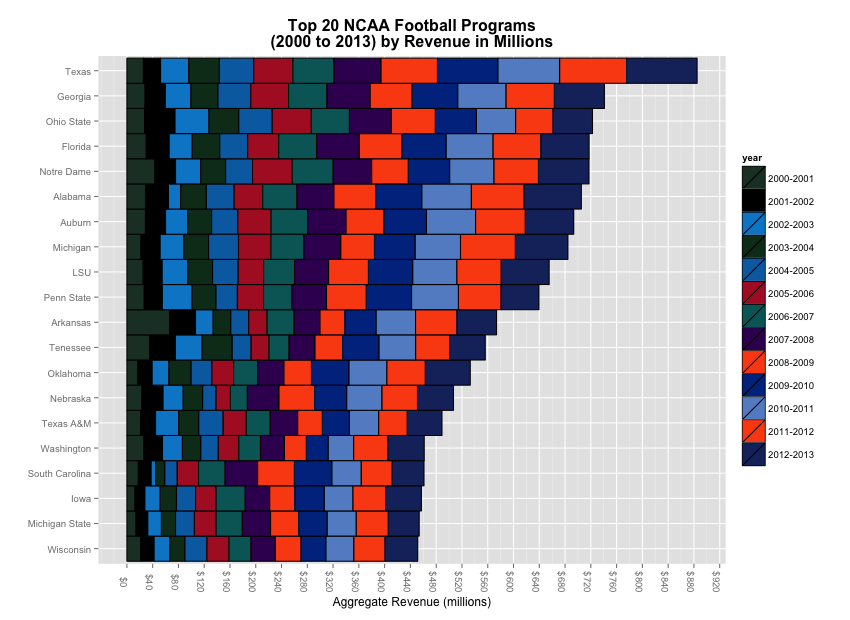 Top 20 NCAA Football Programs
(2000 to 2013) by Revenue in Millions
Texas
Georgia
Ohio State
Florida
Notre Dame
Alabama
Auburn
Michigan
LSU
Penn State
Arkansas
Tenessee
Oklahoma
Nebraska
Texas A&M
Washington
South Carolina
Iowa
Michigan State
Wisconsin
$0
$40
$80
$120
$160
$200
$240
$280
$320
$360
$400
$440
$480
$520
$560
$600
$640
$680
$720
$760
$800
$840
$880
$920
Aggregate Revenue (millions)
year
2000-2001
2001-2002
2002-2003
2003-2004
2004-2005
2005-2006
2006-2007
2007-2008
2008-2009
2009-2010
2010-2011
2011-2012
2012-2013